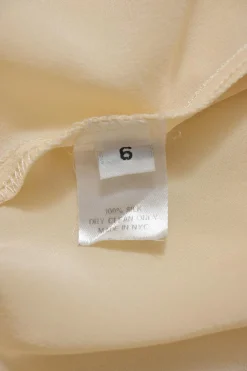 6
100% SILK
DRY CLEAN ONLY
MADE IN NYC